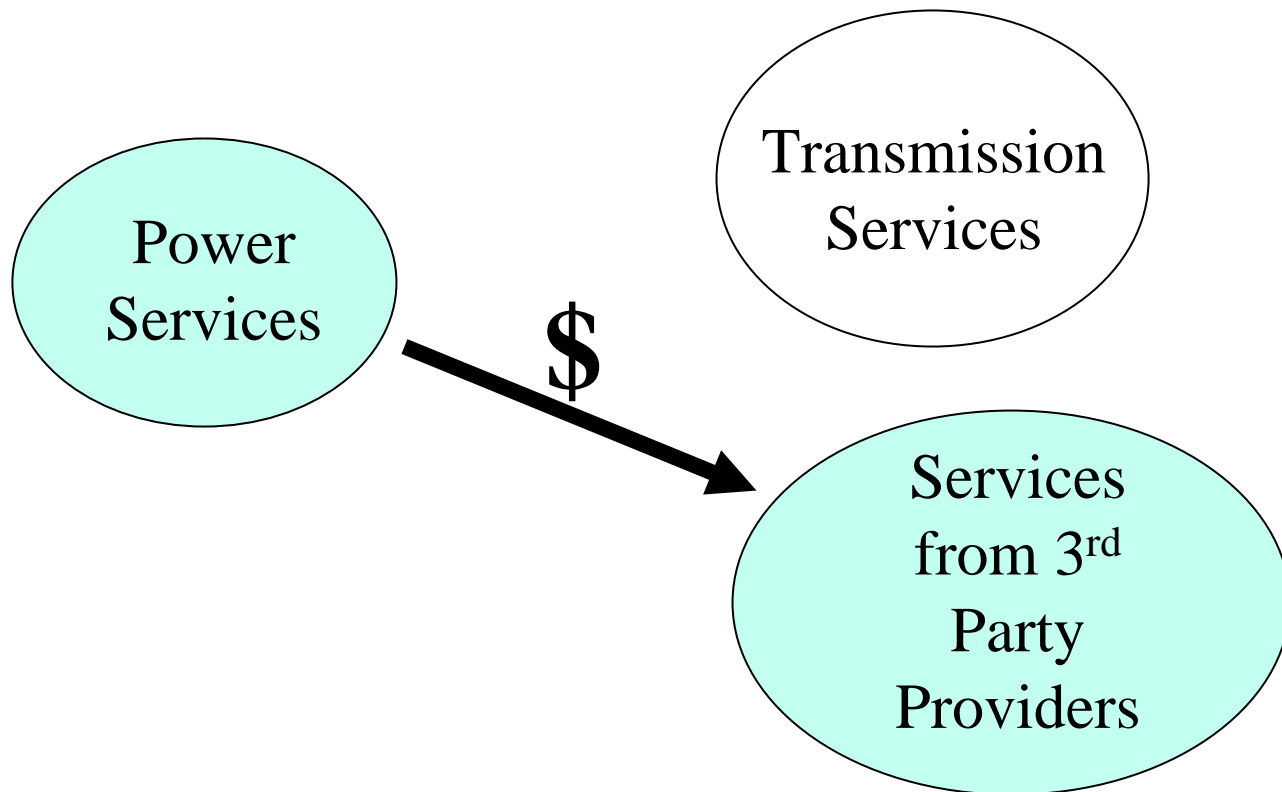 Transmission
Services
Power
Services
$
Services
from 3rd
Party
Providers